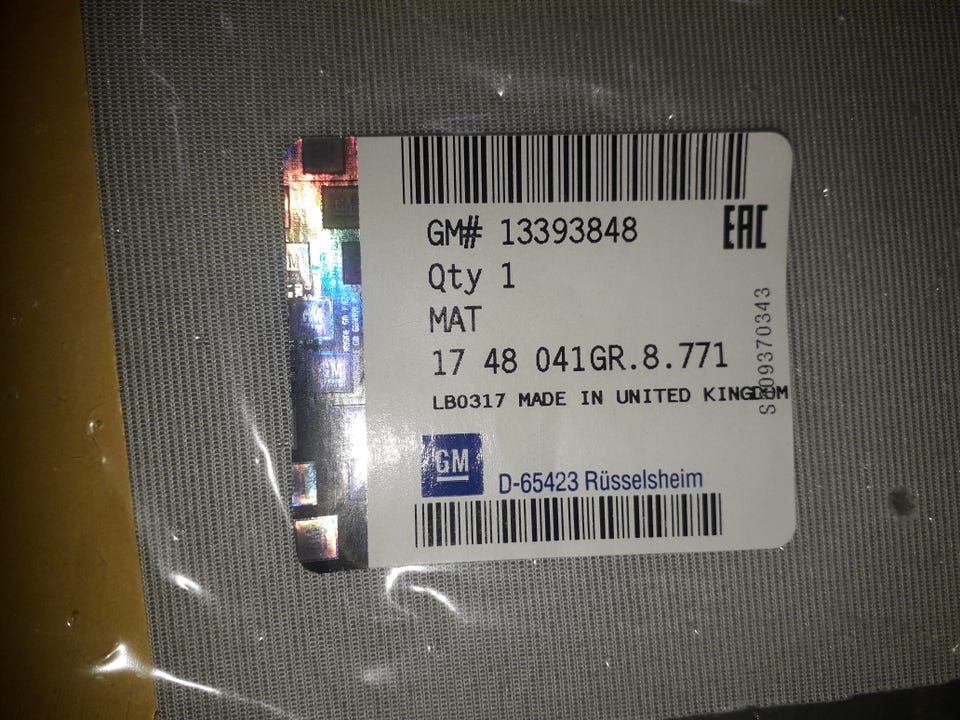 GM# 13393848
EAC
Qty 1
MAT
17 48 041GR.8.771
LB0317 MADE IN UNITED KINGDOM
GM
D-65423 Rüsselsheim